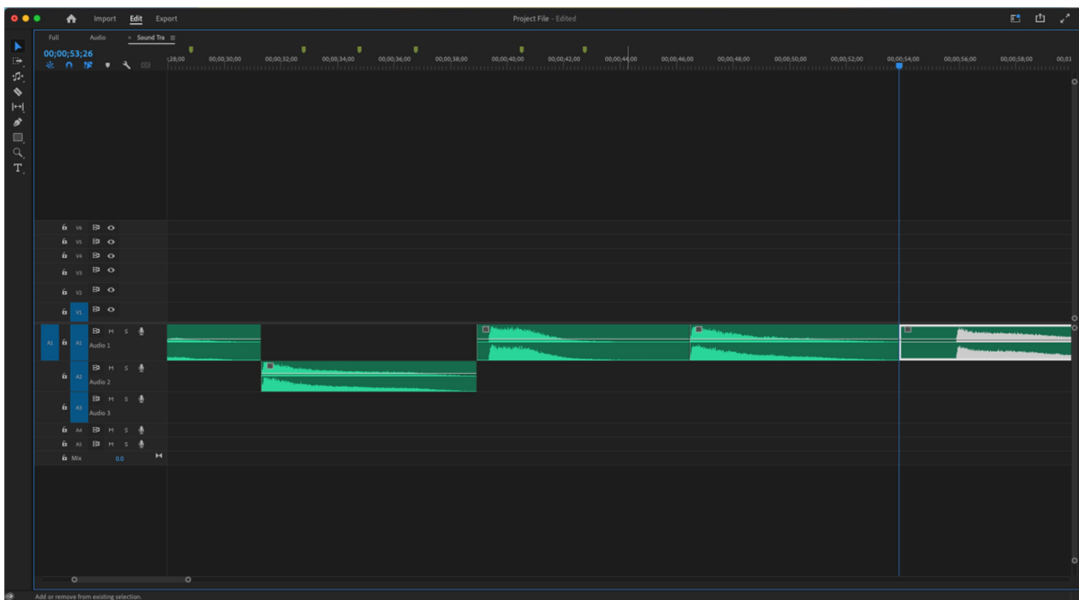 Import Edit Export Project File - Edited
Full Audio × Sound Tra
00;00;53;26
;28;00 00;00;30;00 00;00;32;00 00;00;34;00 00;00;36;00 00;00;38;00 00;00;40;00 00;00;42;00 00;00;44;00 00;00;46;00 00;00;48;00 00;00;50;00 00;00;52;00 00;00;54;00 00;00;56;00 00;00;58;00 00;01
T
V6
V5
V4
V3
V2
V1
A1 A1 M S
Audio 1
A2 M S
Audio 2
A3 M S
Audio 3
A4 M S
A5 M S
Mix 0.0
Add or remove from existing selection.